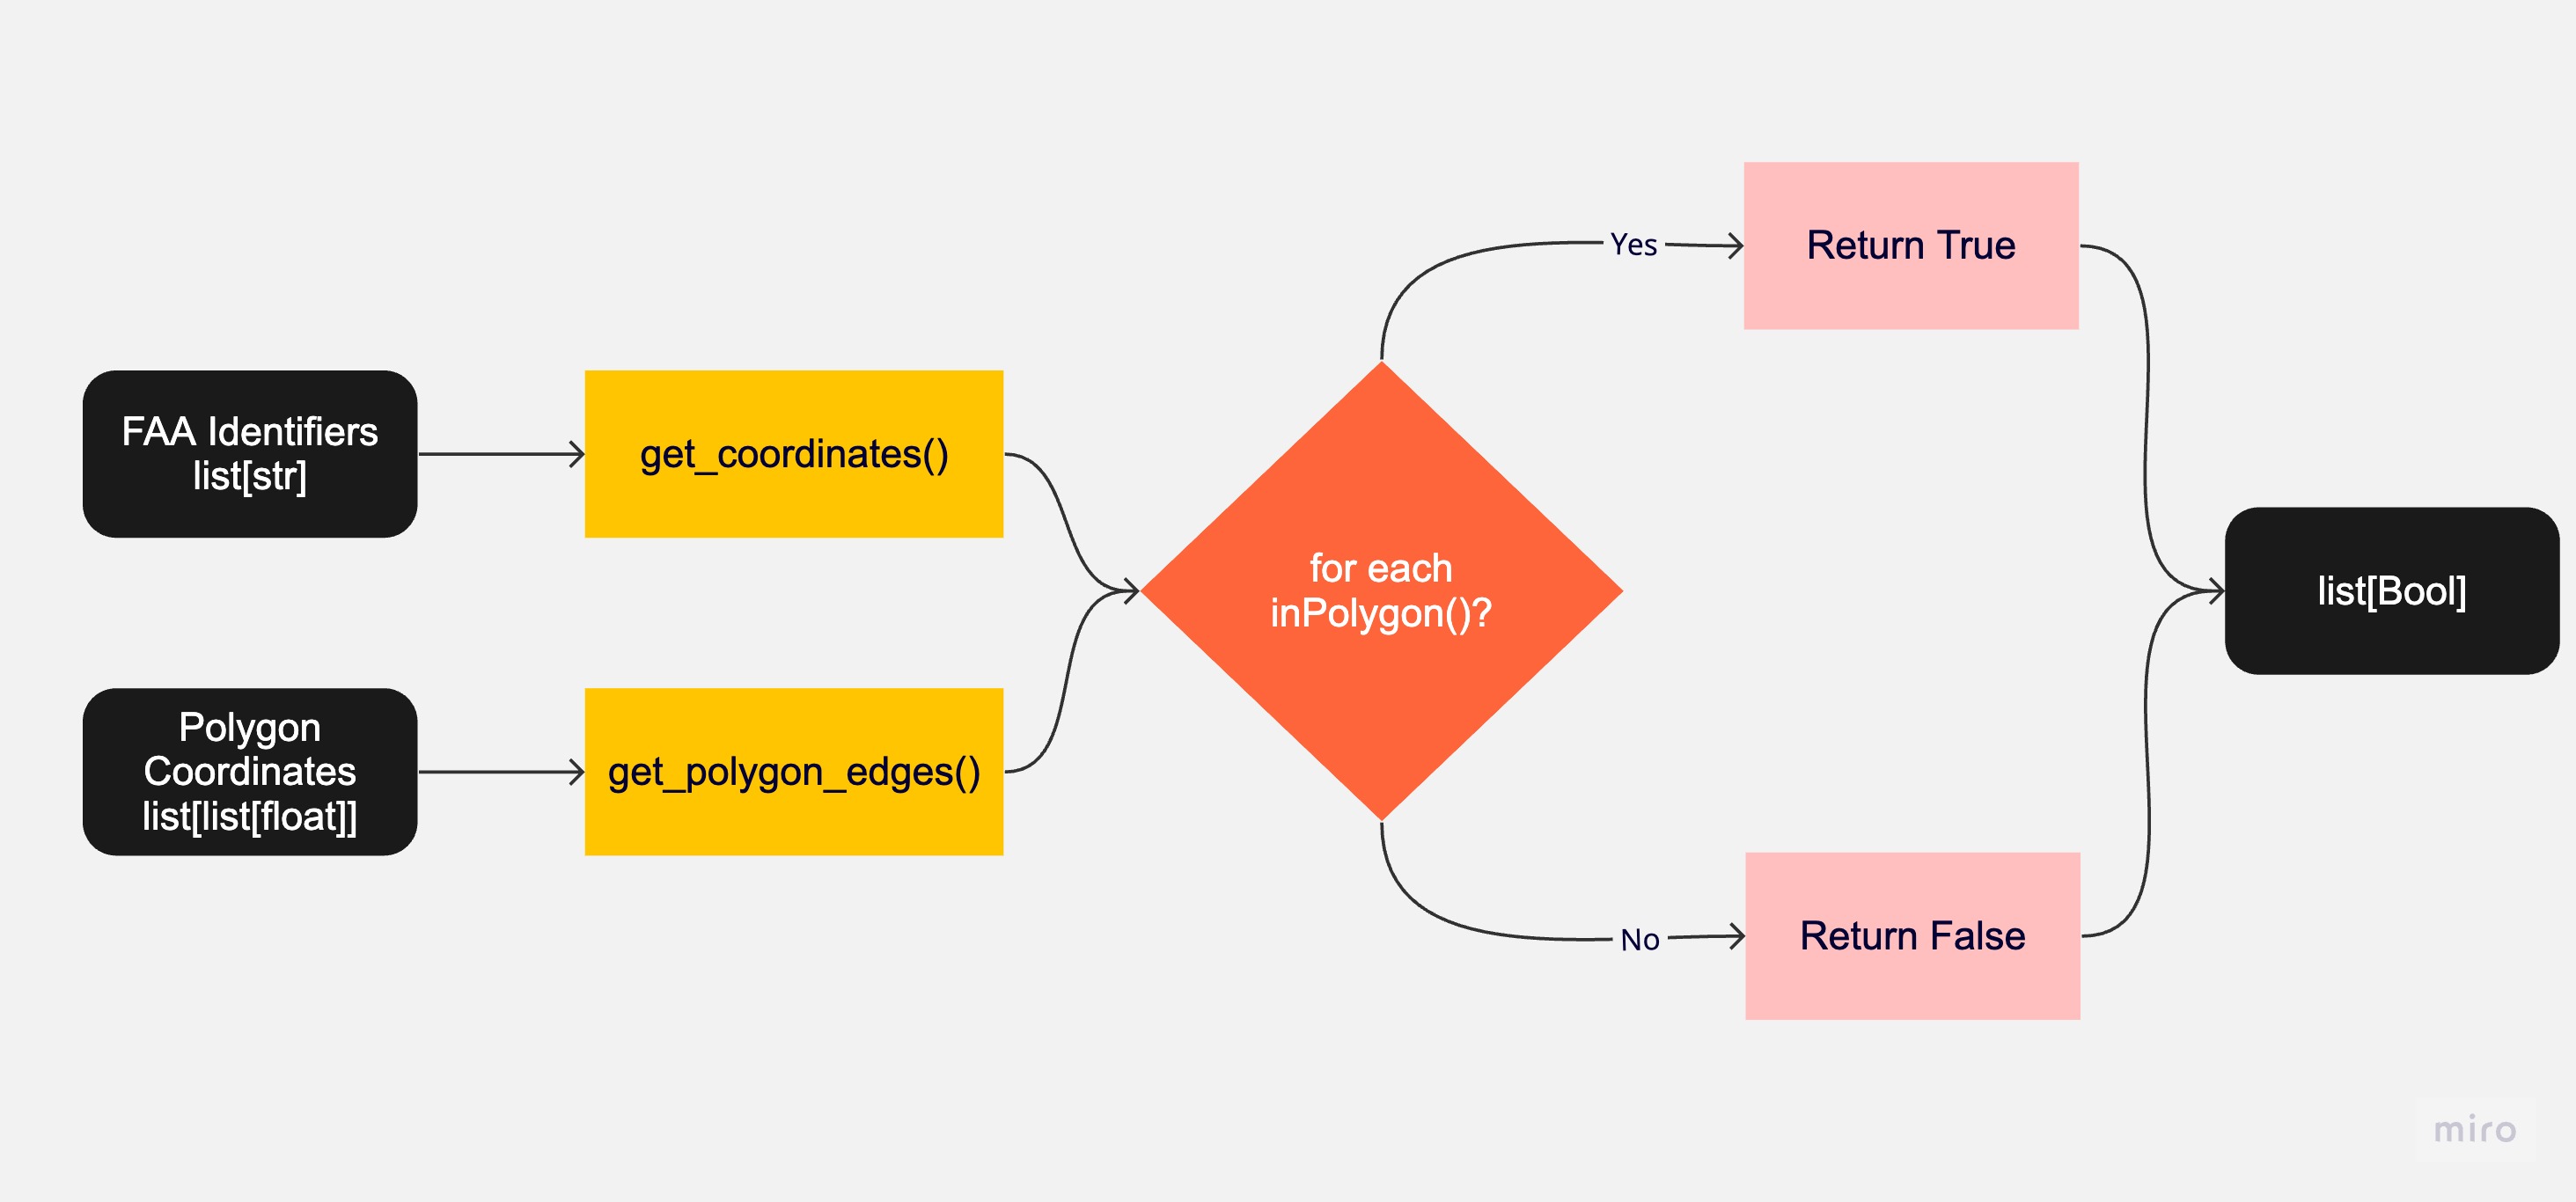 FAA Identifiers
list[str]
get_coordinates()
Polygon
Coordinates
list[list[float]]
get_polygon_edges()
for each
inPolygon()?
Yes
Return True
No
Return False
list[Bool]
miro